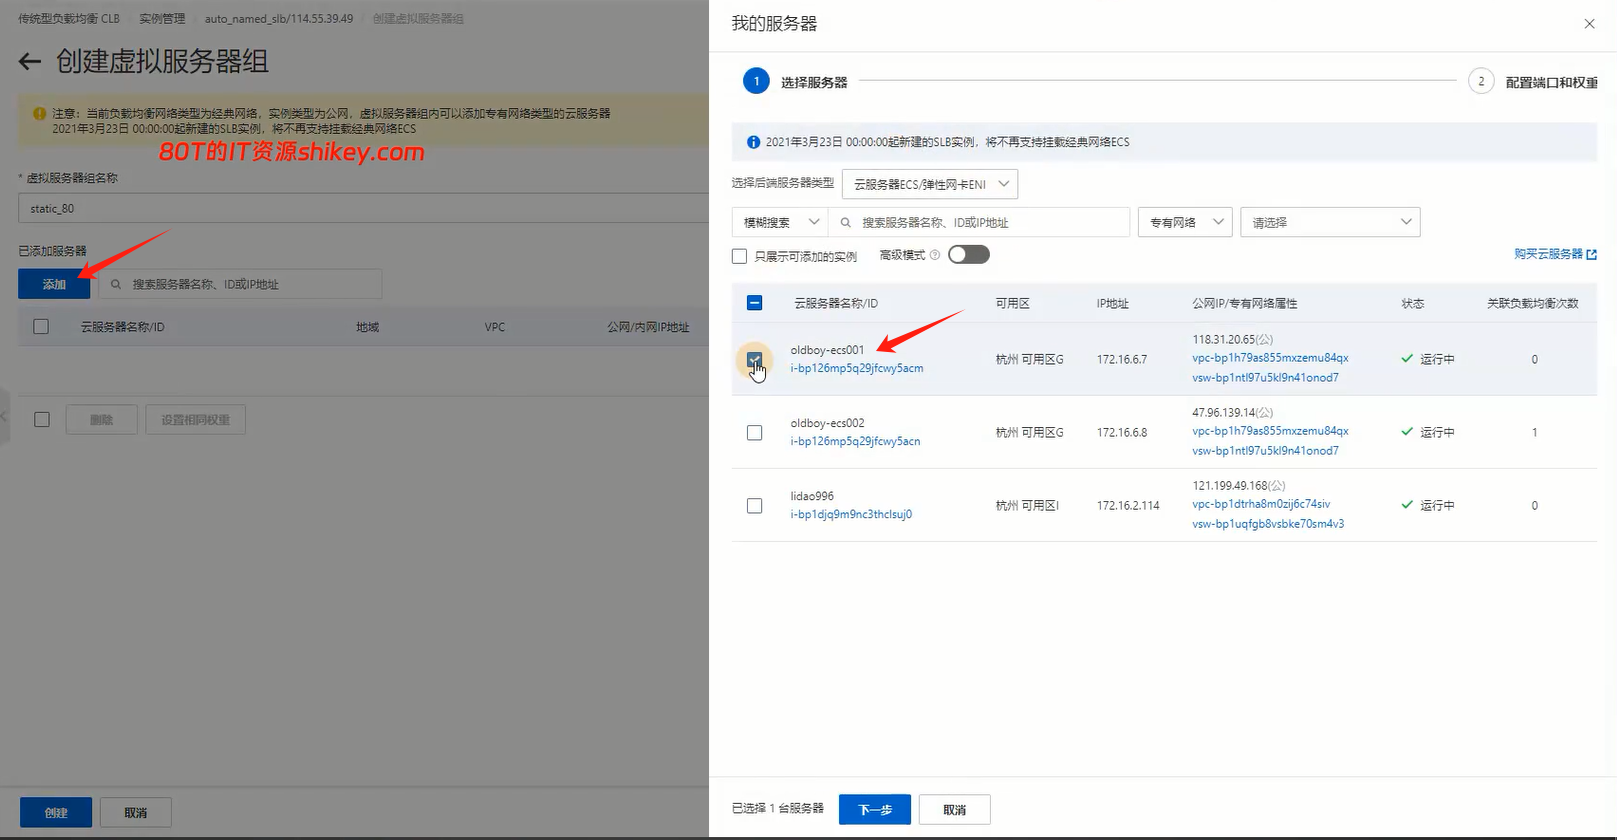 传统型负载均衡 CLB / 实例管理 / auto_named_slb/114.55.39.49 / 创建虚拟服务器组
← 创建虚拟服务器组
注意：当前负载均衡网络类型为经典网络，实例类型为公网，虚拟服务器组内可以添加专有网络类型的云服务器
2021年3月23日 00:00:00起新建的SLB实例，将不再支持挂载经典网络ECS
80T的IT资源shikey.com
* 虚拟服务器组名称
static_80
已添加服务器
添加 搜索服务器名称、ID或IP地址
云服务器名称/ID 地域 VPC 公网/内网IP地址
删除 设置相同权重
创建 取消
我的服务器 ×
1 选择服务器 2 配置端口和权重
2021年3月23日 00:00:00起新建的SLB实例，将不再支持挂载经典网络ECS
选择后端服务器类型 云服务器ECS/弹性网卡ENI
模糊搜索 搜索服务器名称、ID或IP地址 专有网络 请选择
只展示可添加的实例 高级模式 购买云服务器
云服务器名称/ID 可用区 IP地址 公网IP/专有网络属性 状态 关联负载均衡次数
118.31.20.65(公)
oldboy-ecs001
vpc-bp1h79as855mxzemu84qx
杭州 可用区G 172.16.6.7 运行中 0
i-bp126mp5q29jfcwy5acm
vsw-bp1ntl97u5kl9n41onod7
47.96.139.14(公)
oldboy-ecs002
vpc-bp1h79as855mxzemu84qx
杭州 可用区G 172.16.6.8 运行中 1
i-bp126mp5q29jfcwy5acn
vsw-bp1ntl97u5kl9n41onod7
121.199.49.168(公)
lidao996
vpc-bp1dtrha8m0zij6c74siv
杭州 可用区I 172.16.2.114 运行中 0
i-bp1djq9m9nc3thclsuj0
vsw-bp1uqfgb8vsbke70sm4v3
已选择 1 台服务器 下一步 取消